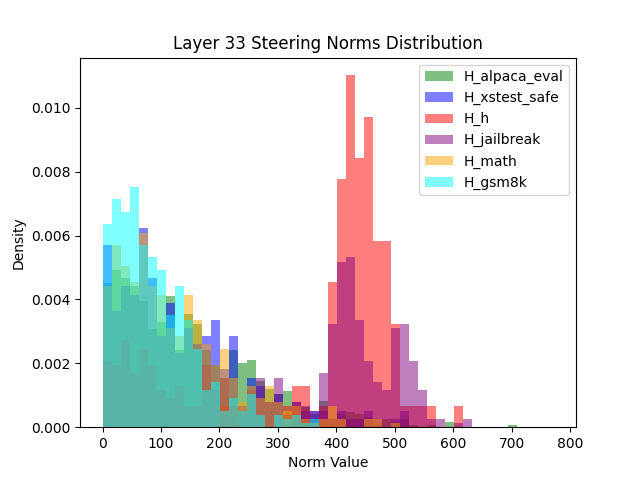 Layer 33 Steering Norms Distribution
H_alpaca_eval
H_xstest_safe
H_h
H_jailbreak
H_math
H_gsm8k
Density
0.010
0.008
0.006
0.004
0.002
0.000
0 100 200 300 400 500 600 700 800
Norm Value